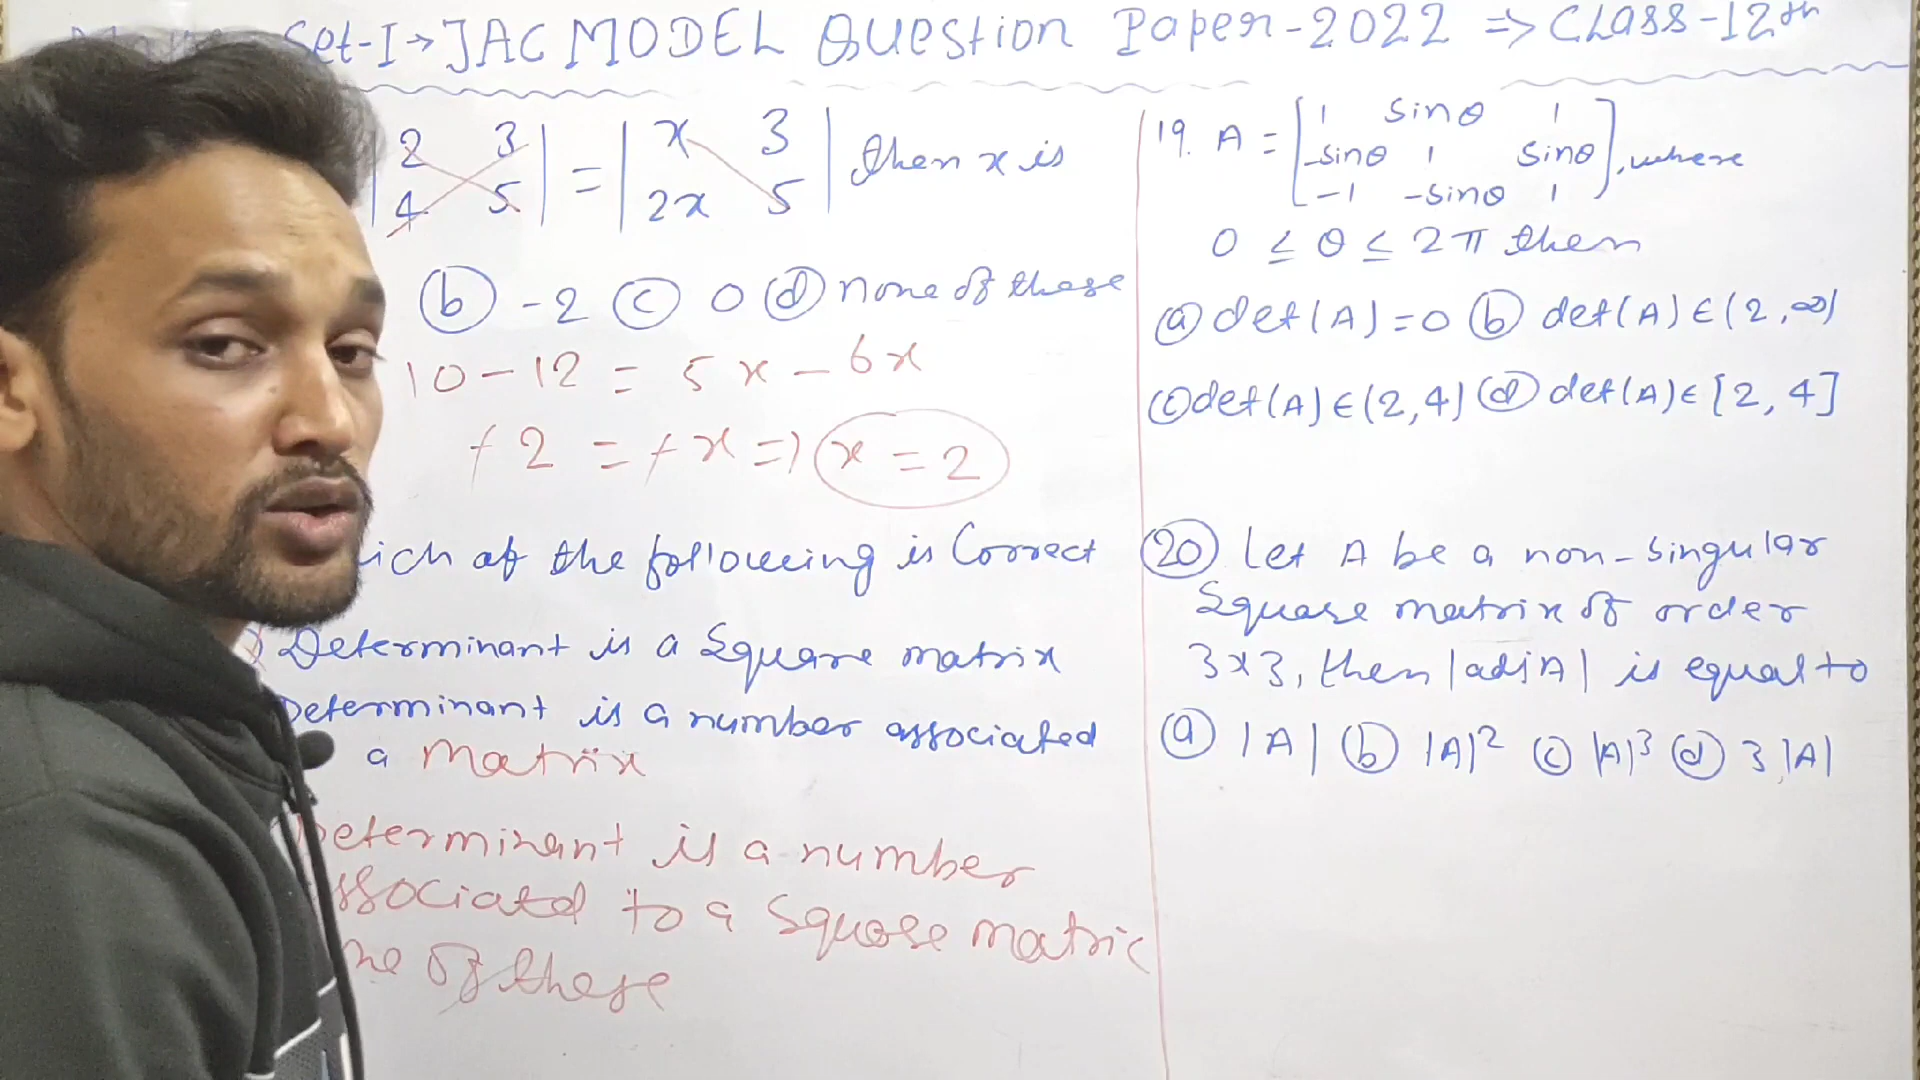 Set-I → JAC MODEL Question Paper-2022 ⇒ Class-12th
|2 3| = |x 3| then x is
|4 5| |2x 5|
(b) -2 (c) 0 (d) none of these
10 - 12 = 5x - 6x
-2 = -x ⇒ x = 2
ich of the following is Correct
Determinant is a Square matrix
Determinant is a number associated
a matrix
Determinant is a number
ssociated to a Square matric
ne of these
19. A = [1 sinθ 1
-sinθ 1 sinθ
-1 -sinθ 1], where
0 ≤ θ ≤ 2π then
(a) det(A)=0 (b) det(A)∈(2,∞)
(c) det(A)∈(2,4) (d) det(A)∈[2,4]
(20) Let A be a non-singular
Square matrix of order
3x3, then |adjA| is equal to
(a) |A| (b) |A|² (c) |A|³ (d) 3|A|